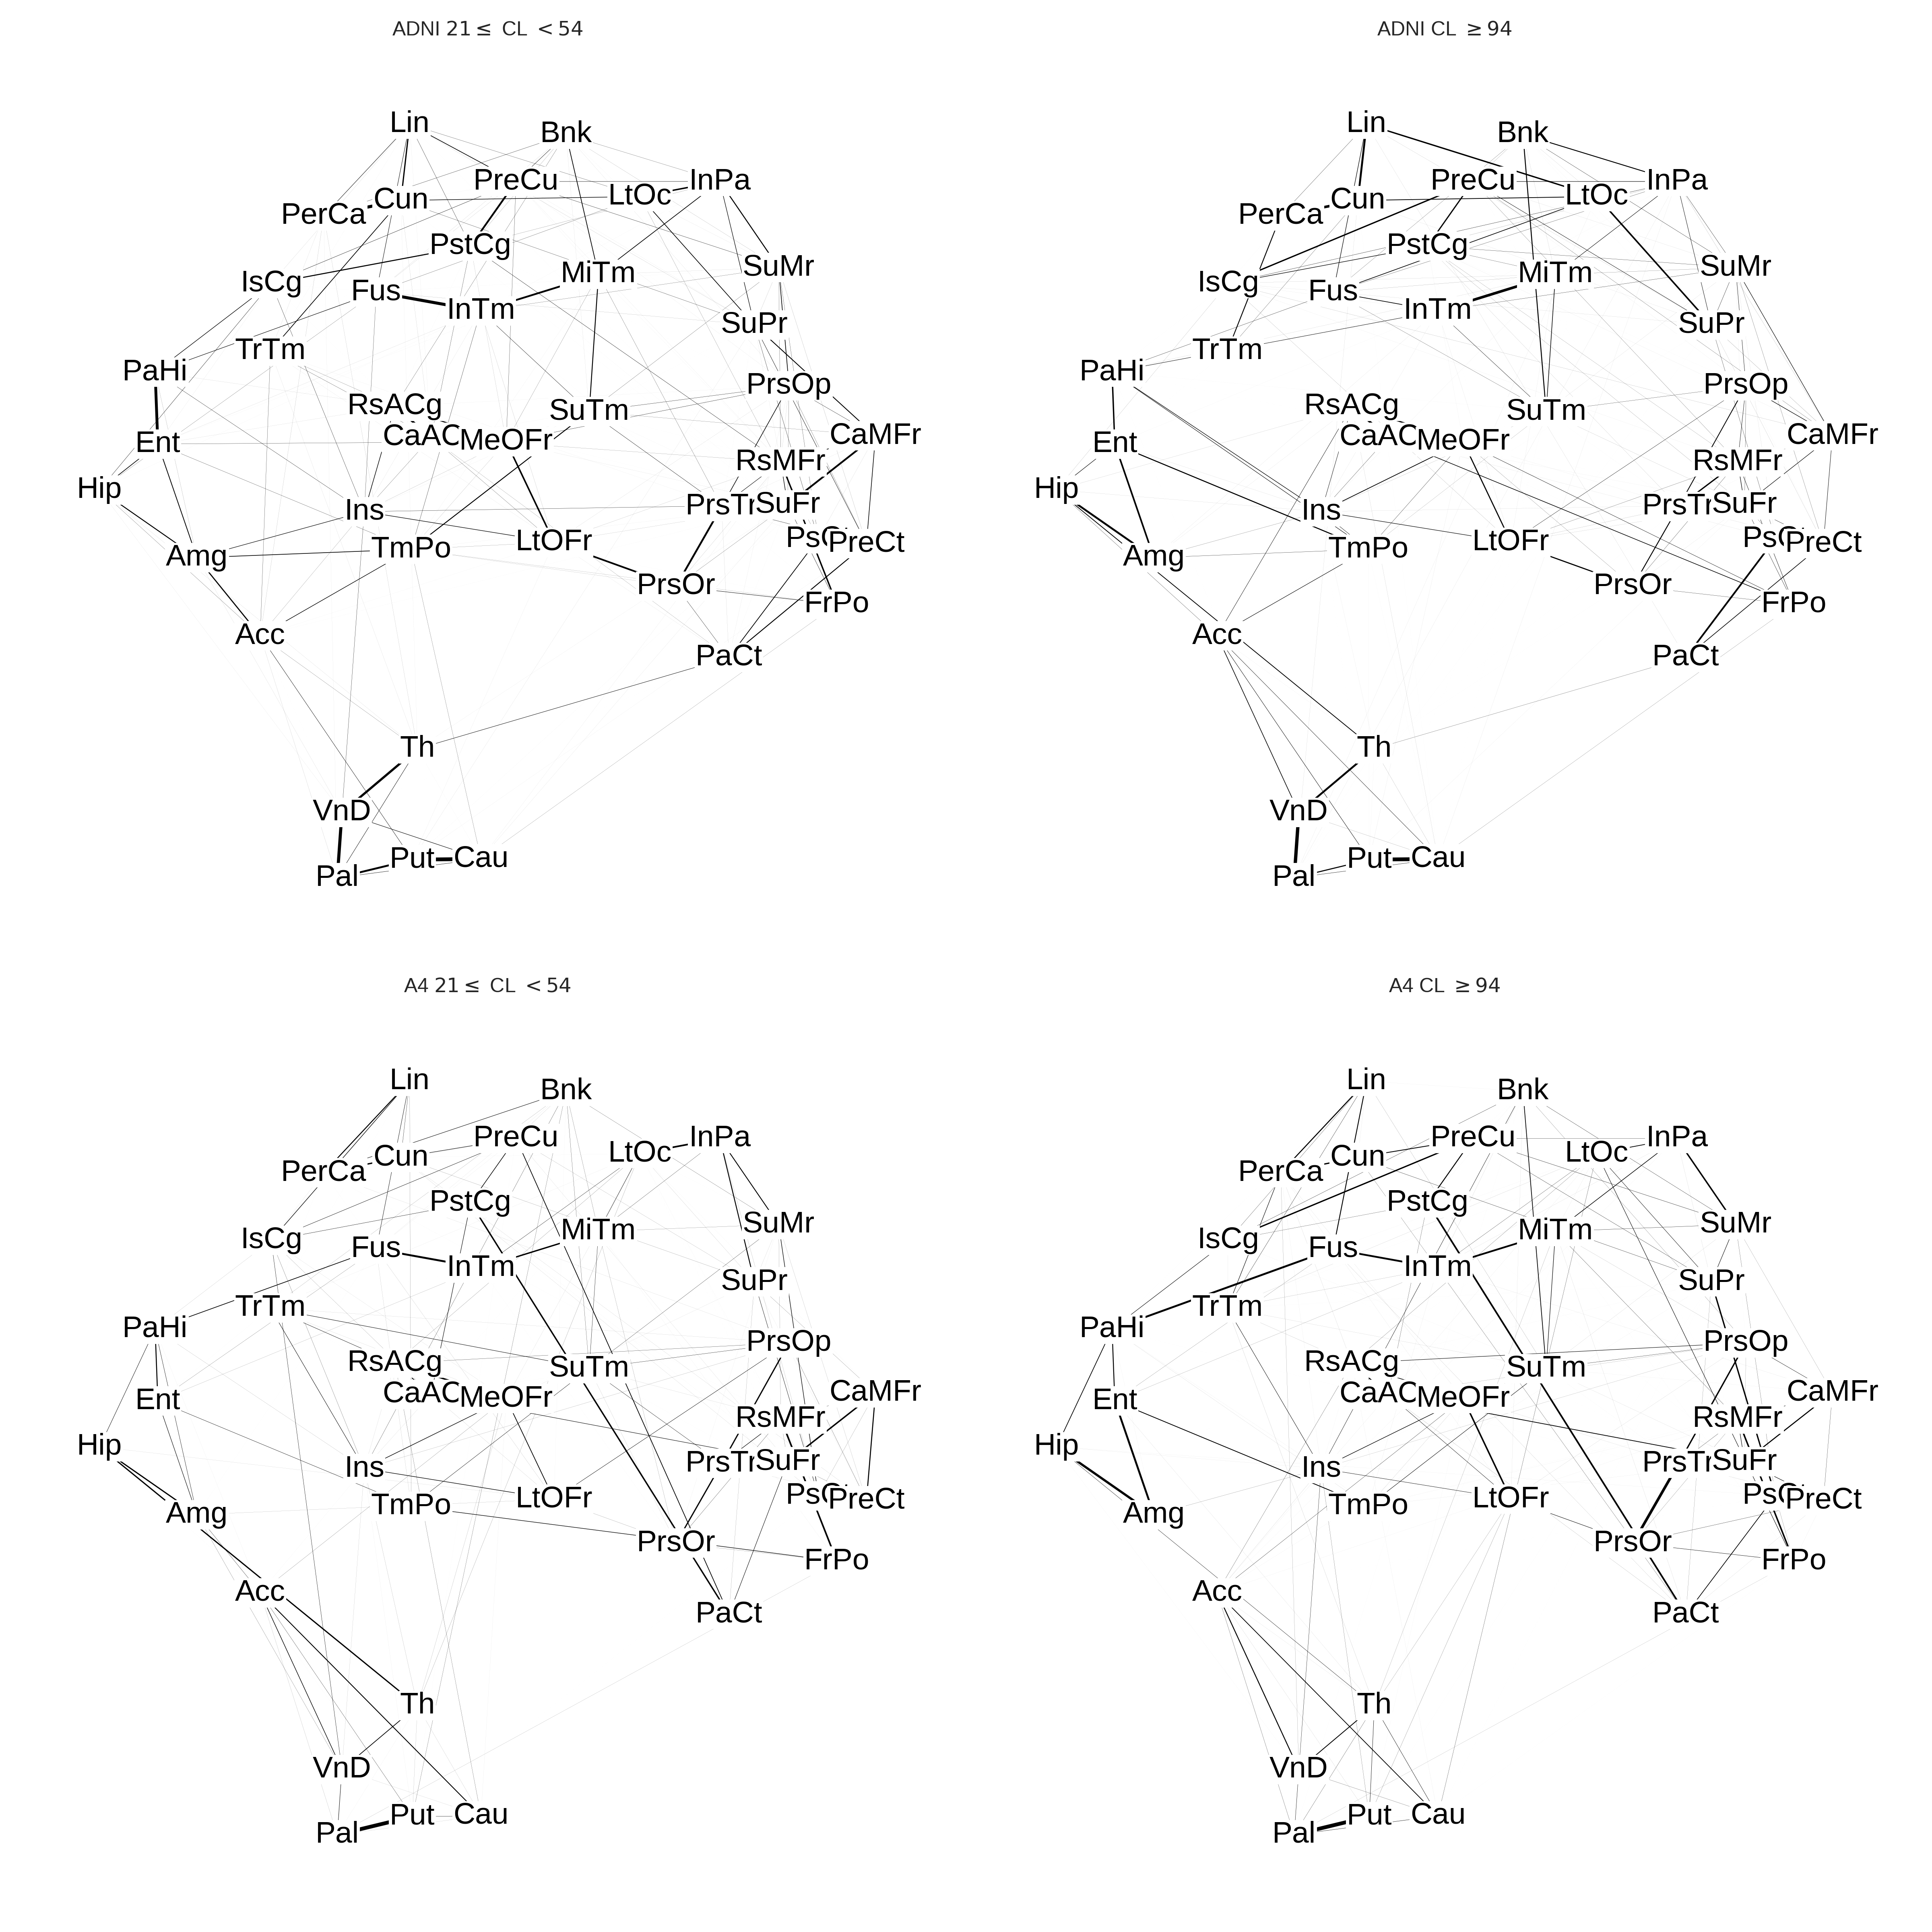 ADNI 21 ≤ CL < 54
Lin
Bnk
PreCu
InPa
LtOc
Cun
PerCa
PstCg
SuMr
MiTm
IsCg
Fus
InTm
SuPr
TrTm
PaHi
PrsOp
RsACg
SuTm
CaAC
MeOFr
CaMFr
Ent
RsMFr
Hip
Ins
PrsTr
SuFr
LtOFr
PreCt
TmPo
Amg
PrsOr
FrPo
Acc
PaCt
Th
VnD
Put
Cau
Pal
ADNI CL ≥ 94
Lin
Bnk
PreCu
InPa
LtOc
Cun
PerCa
PstCg
SuMr
MiTm
IsCg
Fus
InTm
SuPr
TrTm
PaHi
PrsOp
RsACg
SuTm
CaAC
MeOFr
CaMFr
Ent
RsMFr
Hip
Ins
PrsTr
SuFr
LtOFr
PreCt
TmPo
Amg
PrsOr
FrPo
Acc
PaCt
Th
VnD
Put
Cau
Pal
A4 21 ≤ CL < 54
Lin
Bnk
PreCu
InPa
LtOc
Cun
PerCa
PstCg
SuMr
MiTm
IsCg
Fus
InTm
SuPr
TrTm
PaHi
PrsOp
RsACg
SuTm
CaAC
MeOFr
CaMFr
Ent
RsMFr
Hip
Ins
PrsTr
SuFr
LtOFr
PreCt
TmPo
Amg
PrsOr
FrPo
Acc
PaCt
Th
VnD
Put
Cau
Pal
A4 CL ≥ 94
Lin
Bnk
PreCu
InPa
LtOc
Cun
PerCa
PstCg
SuMr
MiTm
IsCg
Fus
InTm
SuPr
TrTm
PaHi
PrsOp
RsACg
SuTm
CaAC
MeOFr
CaMFr
Ent
RsMFr
Hip
Ins
PrsTr
SuFr
LtOFr
PreCt
TmPo
Amg
PrsOr
FrPo
Acc
PaCt
Th
VnD
Put
Cau
Pal